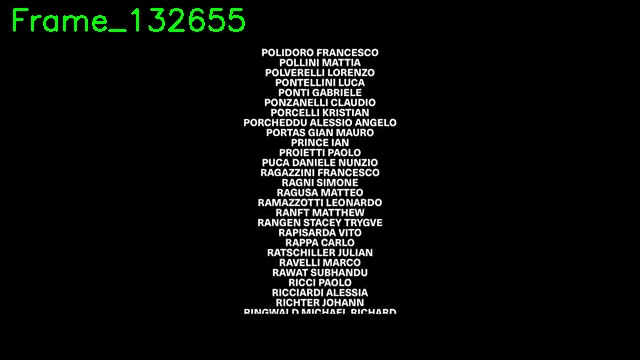 Frame_132655
POLIDORO FRANCESCO
POLLINI MATTIA
POLVERELLI LORENZO
PONTELLINI LUCA
PONTI GABRIELE
PONZANELLI CLAUDIO
PORCELLI KRISTIAN
PORCHEDDU ALESSIO ANGELO
PORTAS GIAN MAURO
PRINCE IAN
PROIETTI PAOLO
PUCA DANIELE NUNZIO
RAGAZZINI FRANCESCO
RAGNI SIMONE
RAGUSA MATTEO
RAMAZZOTTI LEONARDO
RANFT MATTHEW
RANGEN STACEY TRYGVE
RAPISARDA VITO
RAPPA CARLO
RATSCHILLER JULIAN
RAVELLI MARCO
RAWAT SUBHANDU
RICCI PAOLO
RICCIARDI ALESSIA
RICHTER JOHANN
RINGWALD MICHAEL RICHARD